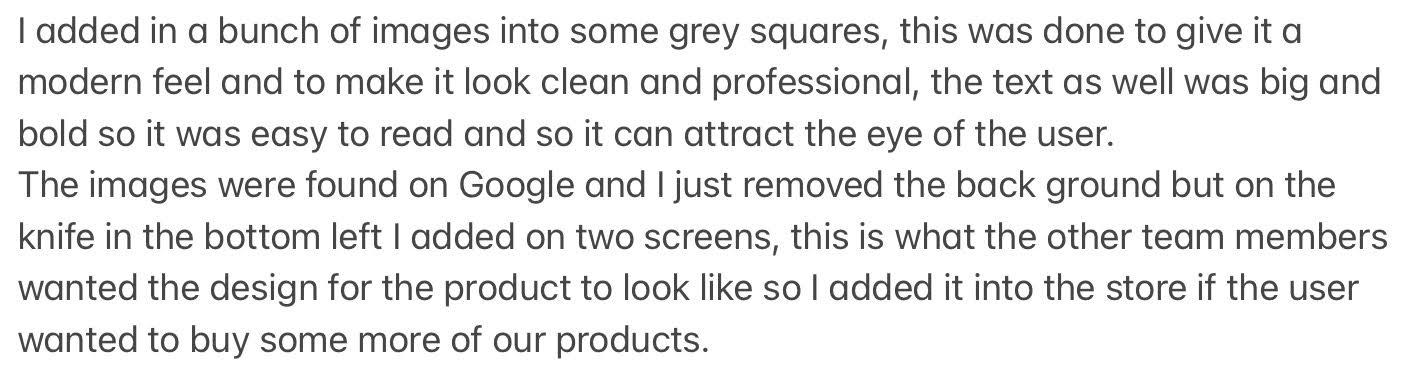 I added in a bunch of images into some grey squares, this was done to give it a
modern feel and to make it look clean and professional, the text as well was big and
bold so it was easy to read and so it can attract the eye of the user.
The images were found on Google and I just removed the back ground but on the
knife in the bottom left I added on two screens, this is what the other team members
wanted the design for the product to look like so I added it into the store if the user
wanted to buy some more of our products.